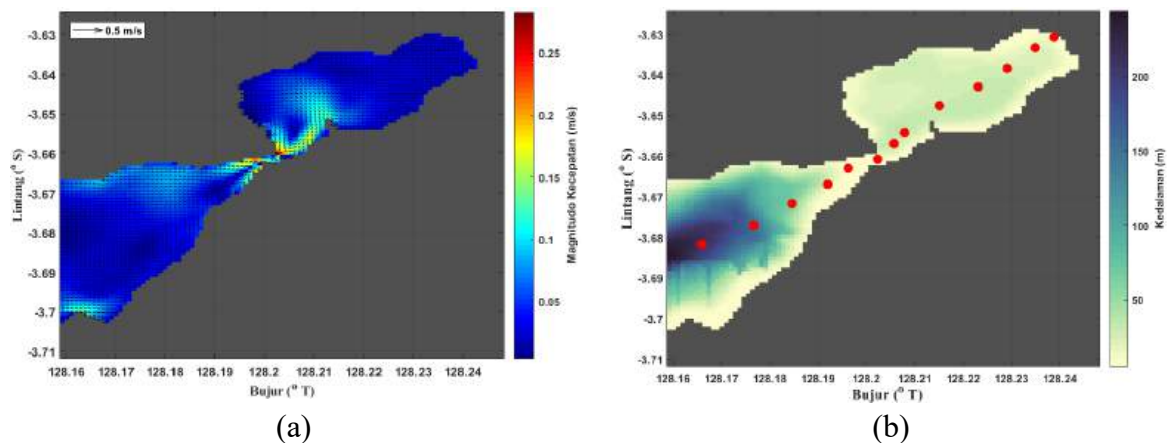 0.5 m/s
-3.63
-3.64
-3.65
-3.66
-3.67
-3.68
-3.69
-3.7
-3.71
Lintang (° S)
128.16 128.17 128.18 128.19 128.2 128.21 128.22 128.23 128.24
Bujur (° T)
0.25
0.2
0.15
0.1
0.05
Magnitudo Kecepatan (m/s)
(a)
-3.63
-3.64
-3.65
-3.66
-3.67
-3.68
-3.69
-3.7
-3.71
Lintang (° S)
128.16 128.17 128.18 128.19 128.2 128.21 128.22 128.23 128.24
Bujur (° T)
200
150
100
50
Kedalaman (m)
(b)